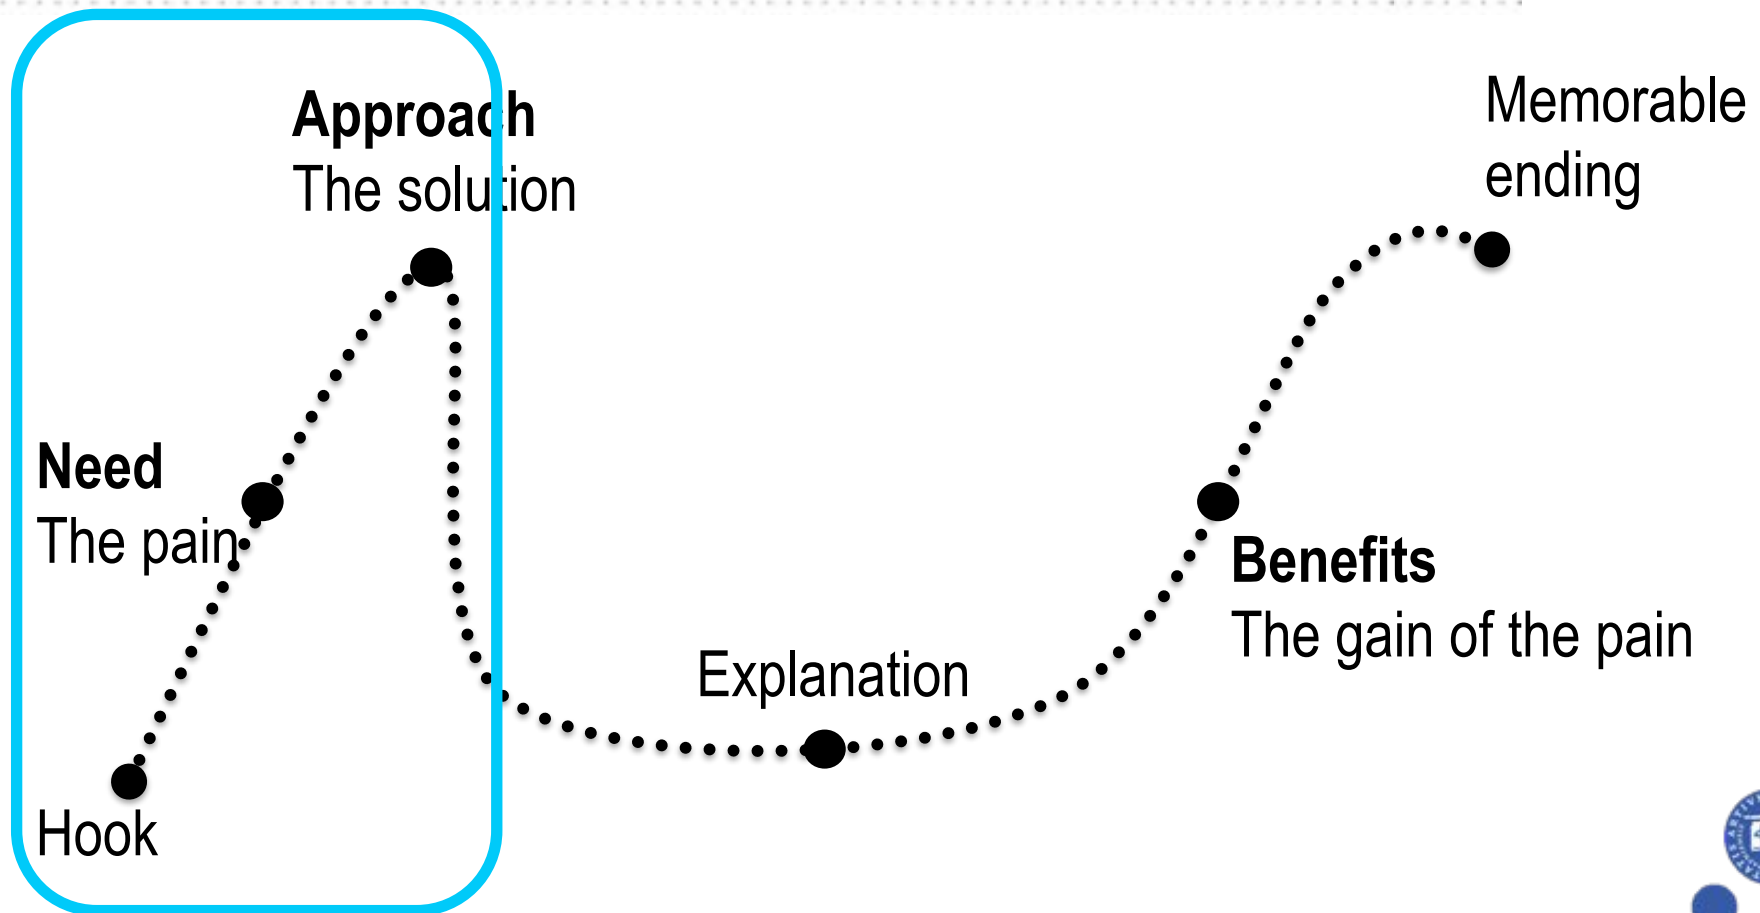 Approach
The solution
Memorable
ending
Need
The pain
Benefits
The gain of the pain
Explanation
Hook